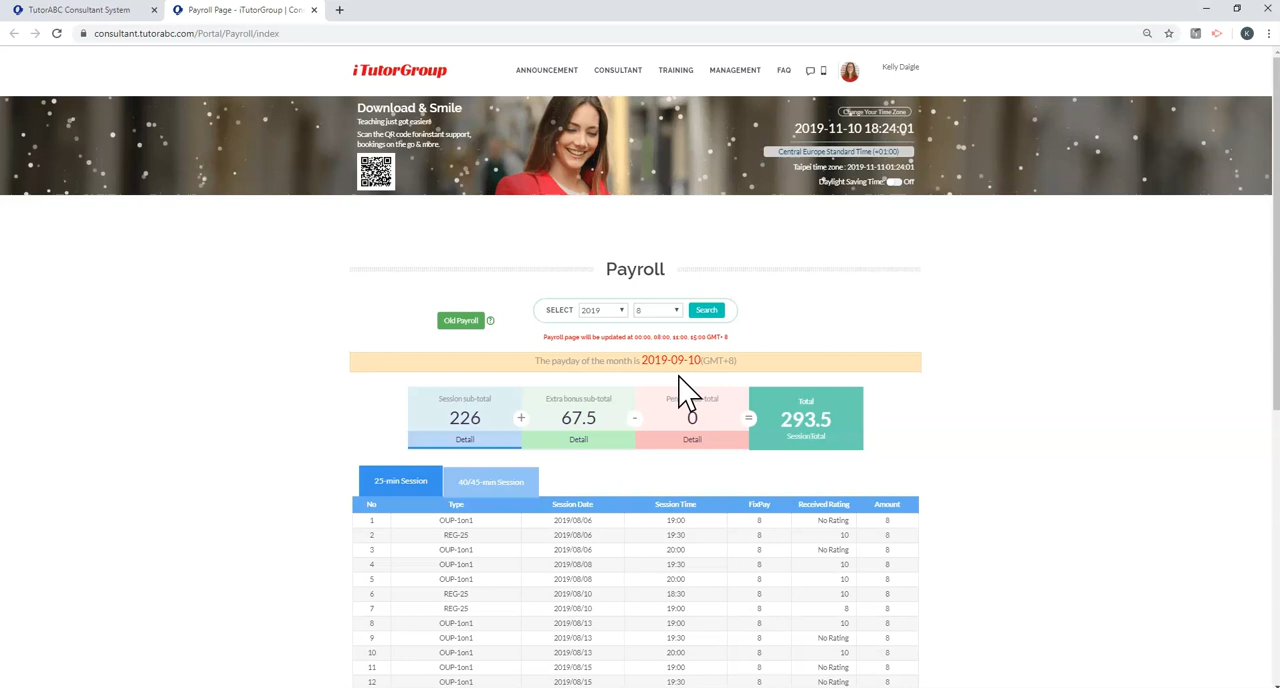 TutorABC Consultant System
Payroll Page - iTutorGroup | Con
consultant.tutorabc.com/Portal/Payroll/index
K
iTutorGroup
ANNOUNCEMENT CONSULTANT TRAINING MANAGEMENT FAQ
Kelly Daigle
Download & Smile
Teaching just got easier!
Scan the QR code for instant support,
bookings on the go & more.
Change Your Time Zone
2019-11-10 18:24:01
Central Europe Standard Time (+01:00)
Taipei time zone : 2019-11-11 01:24:01
Daylight Saving Time: Off
Payroll
Old Payroll ?
SELECT 2019 8 Search
Payroll page will be updated at 00:00, 08:00, 11:00, 15:00 GMT+ 8
The payday of the month is 2019-09-10(GMT+8)
Session sub-total Extra bonus sub-total Total
226 + 67.5 - 0 = 293.5
Detail Detail Detail SessionTotal
25-min Session 40/45-min Session
No Type Session Date Session Time FixPay Received Rating Amount
1 OUP-1on1 2019/08/06 19:00 8 No Rating 8
2 REG-25 2019/08/06 19:30 8 10 8
3 OUP-1on1 2019/08/06 20:00 8 No Rating 8
4 OUP-1on1 2019/08/08 19:30 8 10 8
5 OUP-1on1 2019/08/08 20:00 8 10 8
6 REG-25 2019/08/10 18:30 8 10 8
7 REG-25 2019/08/10 19:00 8 8 8
8 OUP-1on1 2019/08/13 19:00 8 10 8
9 OUP-1on1 2019/08/13 19:30 8 No Rating 8
10 OUP-1on1 2019/08/13 20:00 8 10 8
11 OUP-1on1 2019/08/15 19:00 8 No Rating 8
12 OUP-1on1 2019/08/15 19:30 8 No Rating 8